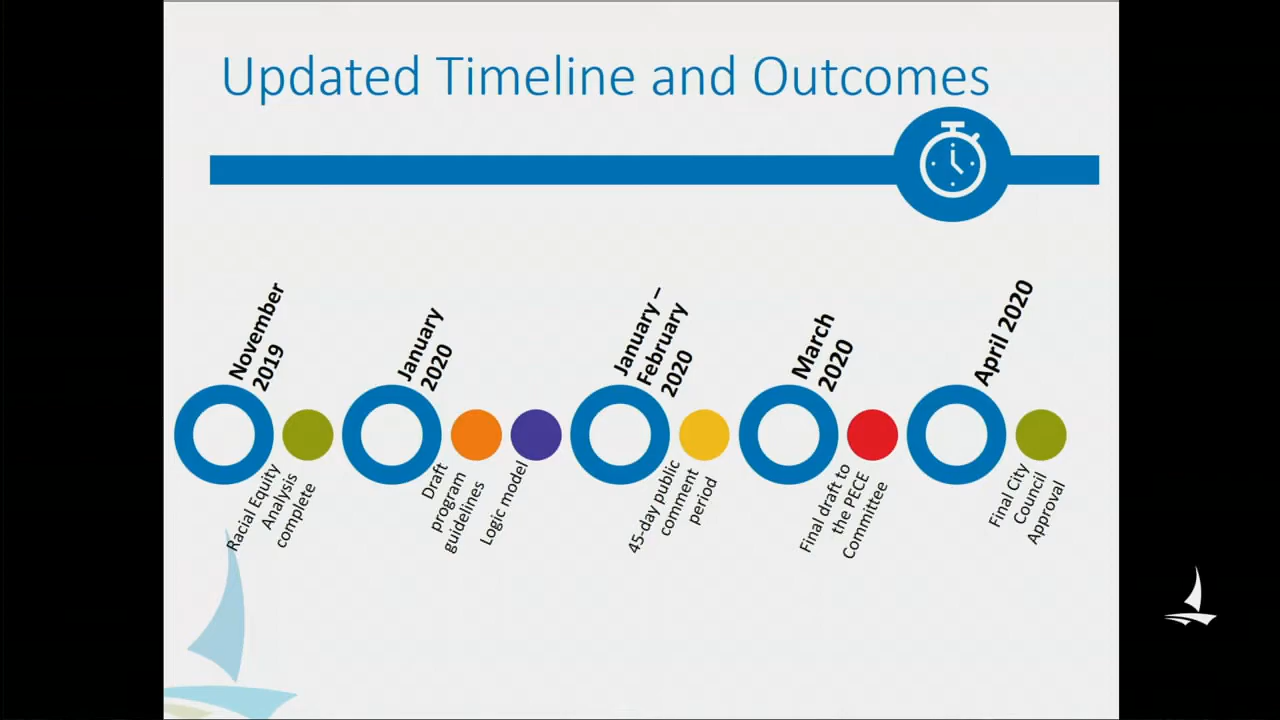 Updated Timeline and Outcomes
November
2019
Racial Equity
Analysis
complete
January
2020
Draft
program
guidelines
Logic model
January –
February
2020
45-day public
comment
period
March
2020
Final draft to
the PECE
Committee
April 2020
Final City
Council
Approval